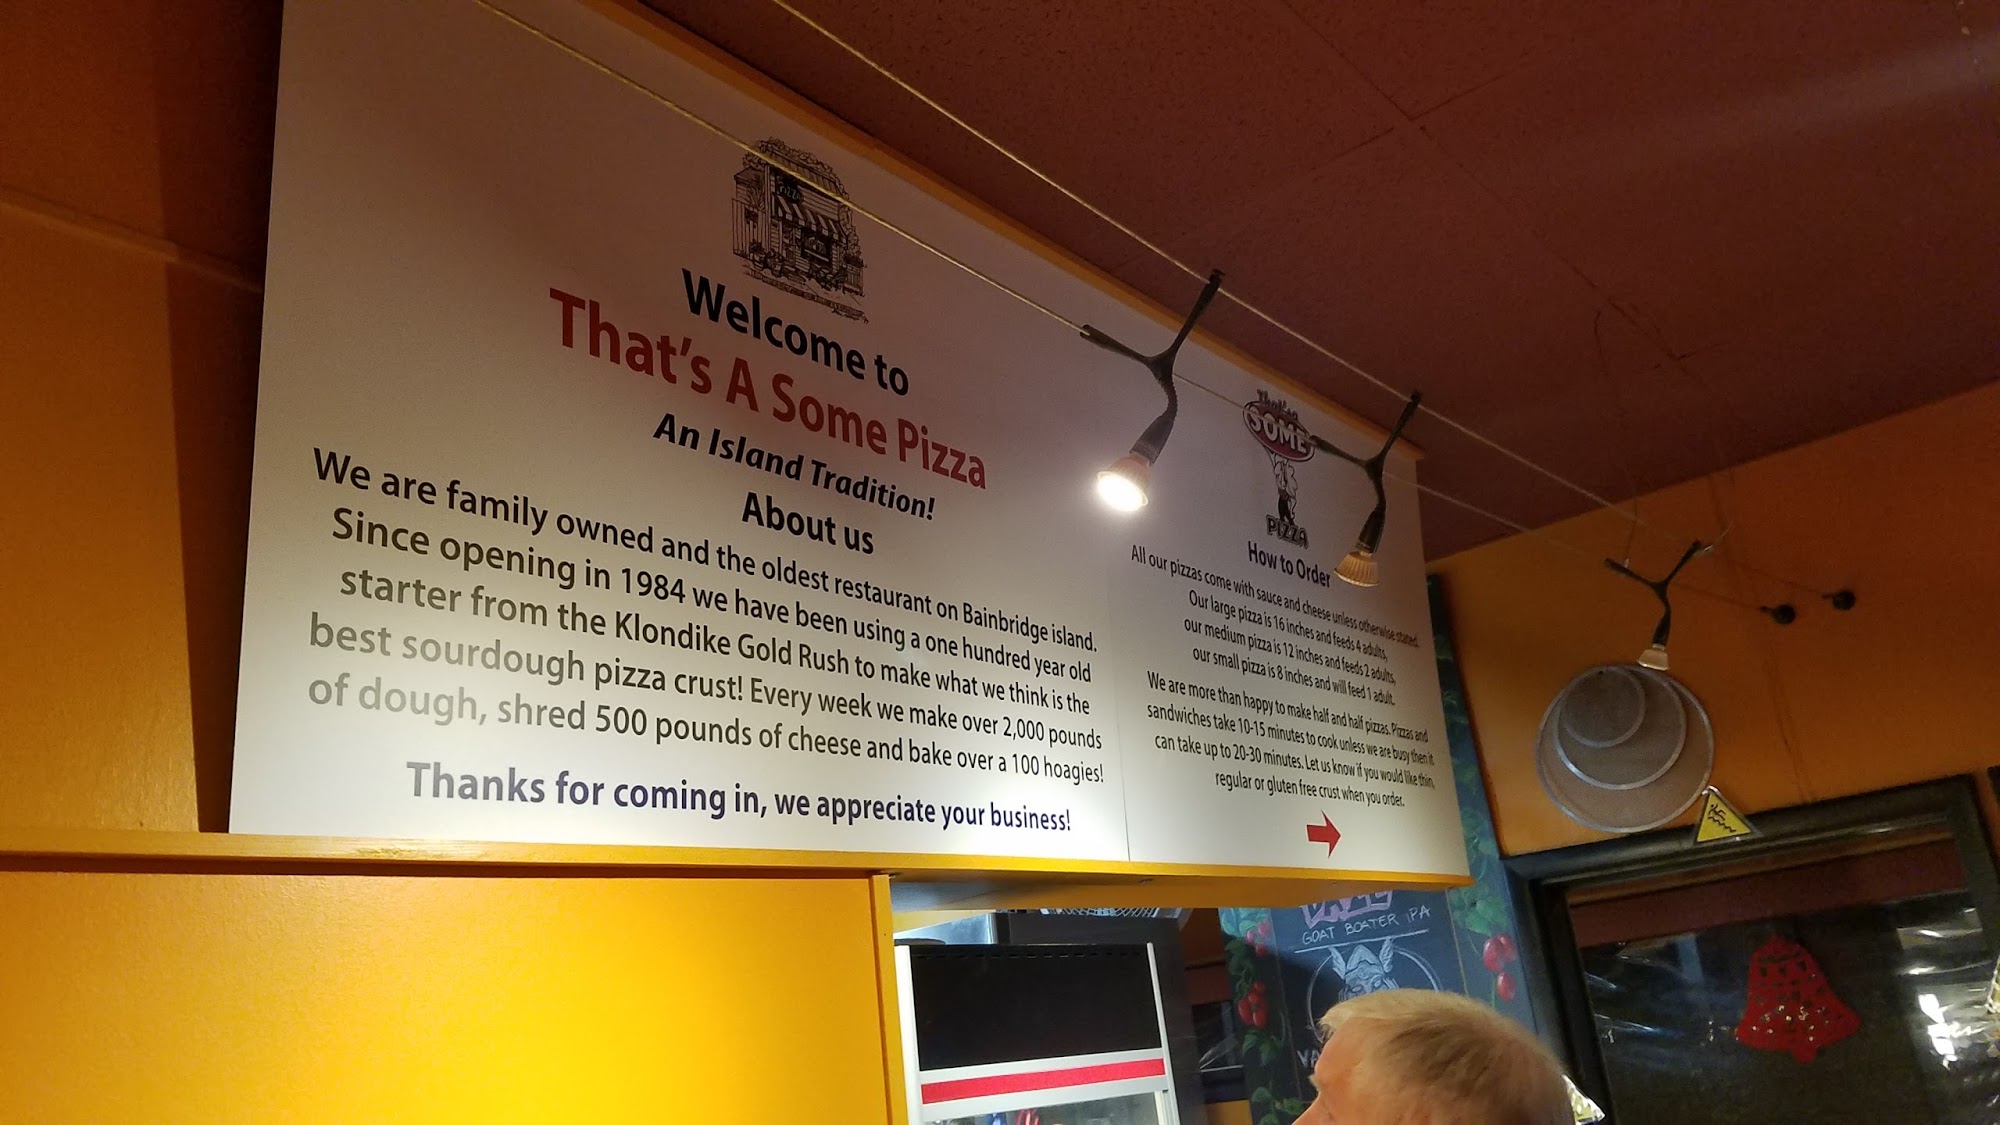 PIZZA
Welcome to
That's A Some Pizza
An Island Tradition!
About us
We are family owned and the oldest restaurant on Bainbridge island.
Since opening in 1984 we have been using a one hundred year old
starter from the Klondike Gold Rush to make what we think is the
best sourdough pizza crust! Every week we make over 2,000 pounds
of dough, shred 500 pounds of cheese and bake over a 100 hoagies!
Thanks for coming in, we appreciate your business!
SOME
PIZZA
How to Order
All our pizzas come with sauce and cheese unless otherwise stated.
Our large pizza is 16 inches and feeds 4 adults,
our medium pizza is 12 inches and feeds 2 adults,
our small pizza is 8 inches and will feed 1 adult.
We are more than happy to make half and half pizzas. Pizzas and
sandwiches take 10-15 minutes to cook unless we are busy then it
can take up to 20-30 minutes. Let us know if you would like thin,
regular or gluten free crust when you order.
GOAT BOATER IPA